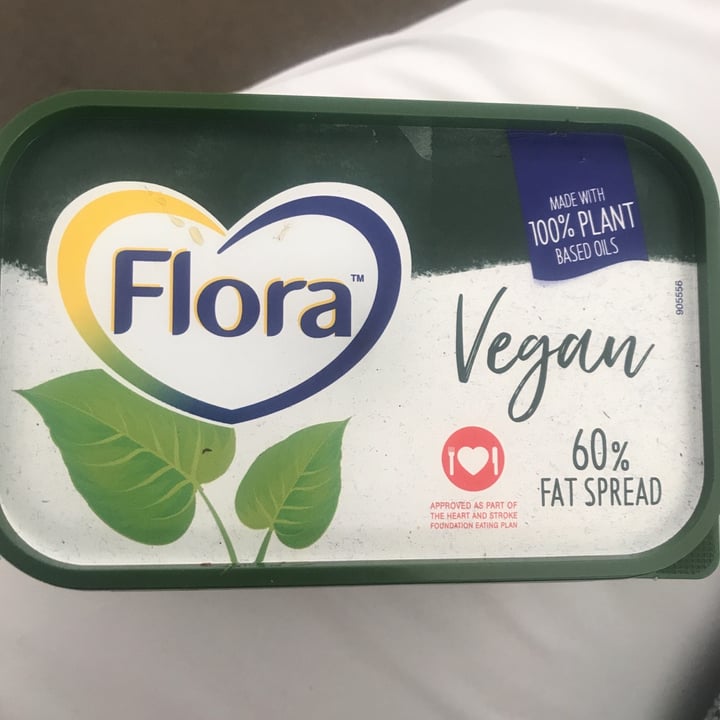 Flora™
MADE WITH
100% PLANT
BASED OILS
905556
Vegan
60%
FAT SPREAD
APPROVED AS PART OF
THE HEART AND STROKE
FOUNDATION EATING PLAN